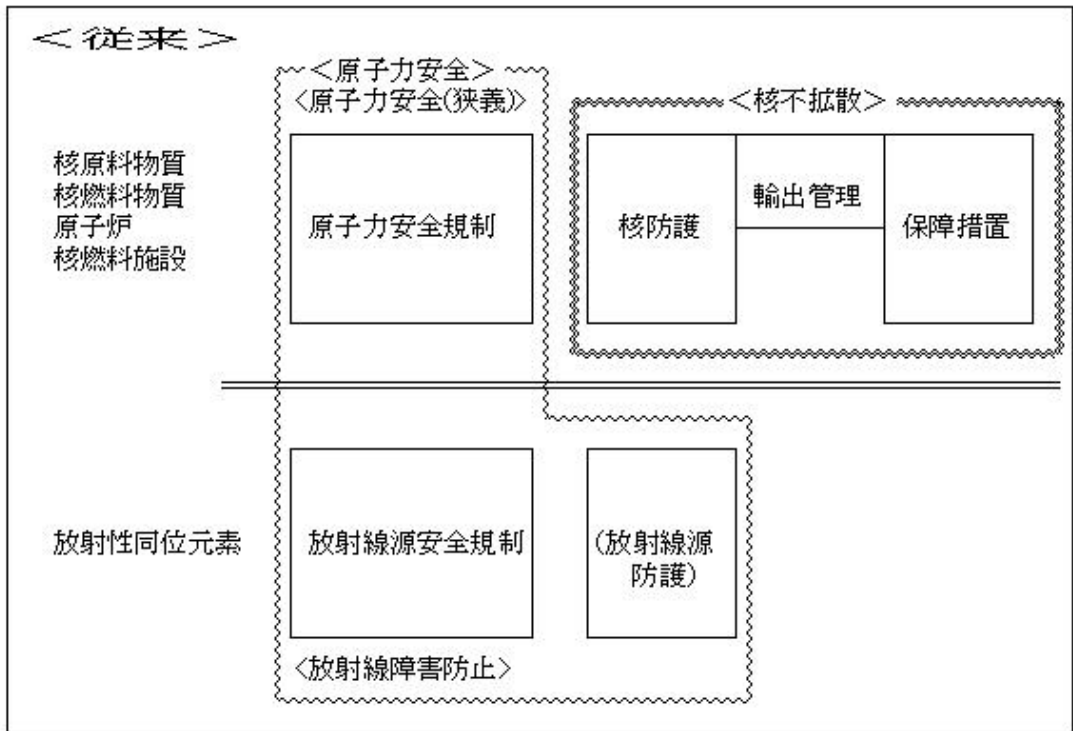 ＜従来＞
＜原子力安全＞
＜原子力安全(狭義)＞
＜核不拡散＞
核原料物質
核燃料物質
原子炉
核燃料施設
原子力安全規制
核防護
輸出管理
保障措置
放射性同位元素
放射線源安全規制
(放射線源
防護)
＜放射線障害防止＞